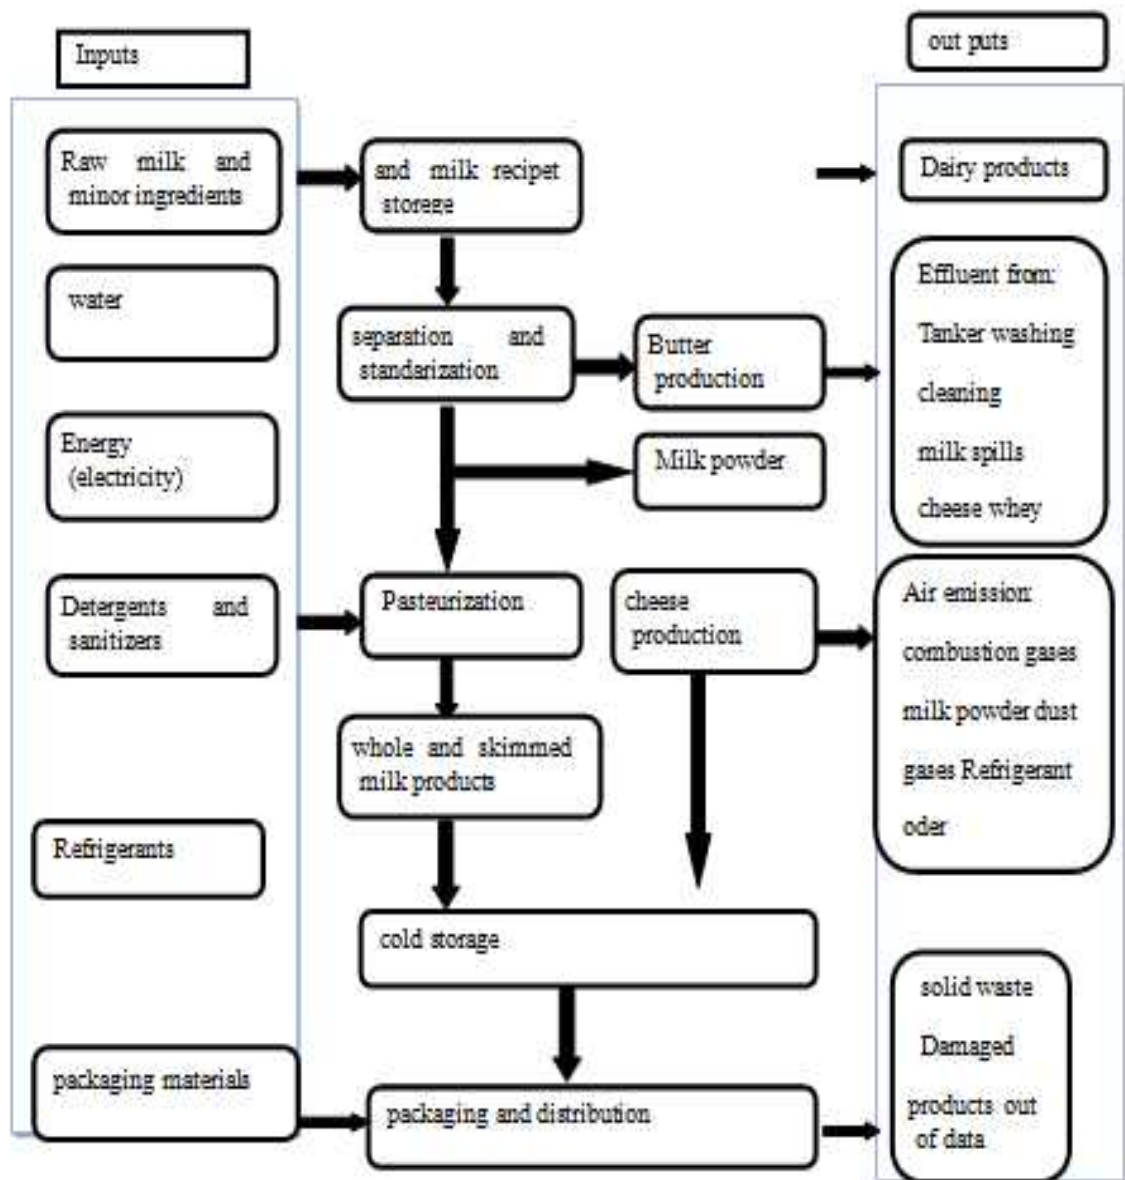 Inputs
out puts
Raw milk and
minor ingredients
and milk recipet
storege
Dairy products
water
Effluent from:
Tanker washing
cleaning
milk spills
cheese whey
separation and
standarization
Butter
production
Energy
(electricity)
Milk powder
Detergents and
sanitizers
Pasteurization
cheese
production
Air emission:
combustion gases
milk powder dust
gases Refrigerant
oder
whole and skimmed
milk products
Refrigerants
cold storage
solid waste
Damaged
products out
of data
packaging materials
packaging and distribution